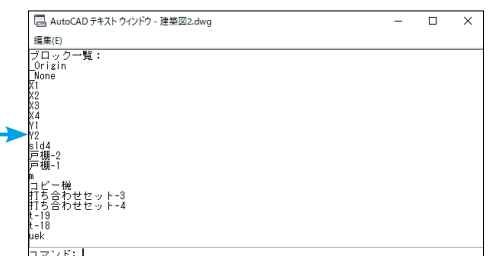 AutoCAD テキスト ウィンドウ - 建築図2.dwg
編集(E)
ブロック一覧：
_Origin
_None
X1
X2
X3
X4
Y1
Y2
sld4
戸棚-2
戸棚-1
m
コピー機
打ち合わせセット-3
打ち合わせセット-4
t-19
t-18
uek
コマンド: